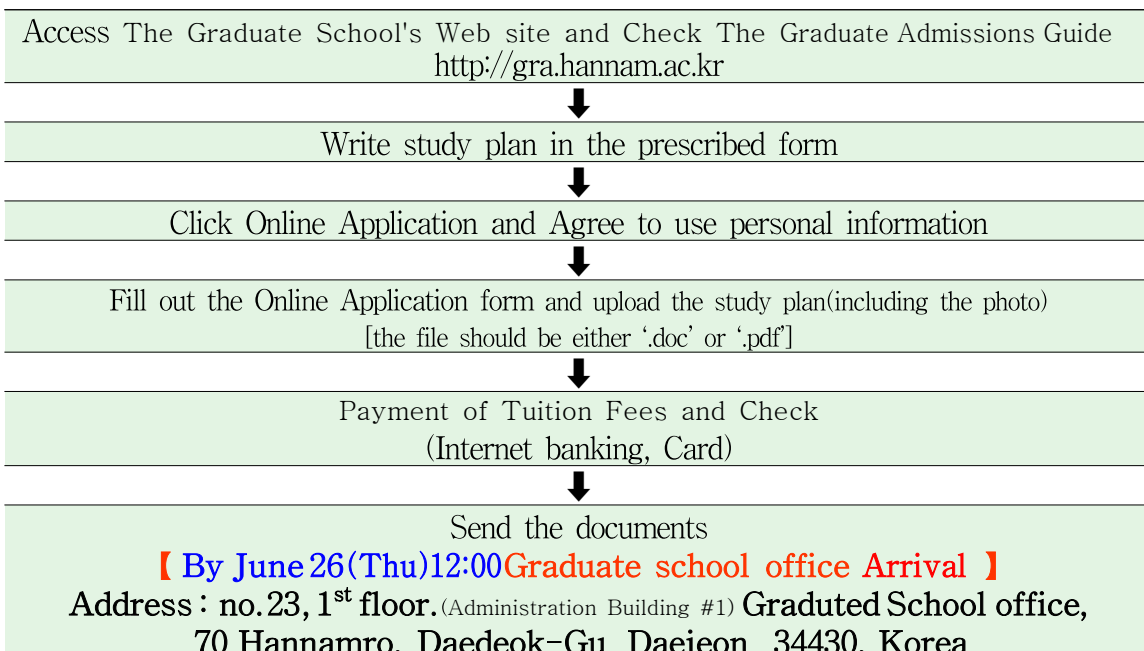 Access The Graduate School's Web site and Check The Graduate Admissions Guide
http://gra.hannam.ac.kr
Write study plan in the prescribed form
Click Online Application and Agree to use personal information
Fill out the Online Application form and upload the study plan(including the photo)
[the file should be either ‘.doc’ or ‘.pdf’]
Payment of Tuition Fees and Check
(Internet banking, Card)
Send the documents
【 By June 26(Thu)12:00Graduate school office Arrival 】
Address : no.23, 1st floor.(Administration Building #1) Graduted School office,
70 Hannamro, Daedeok-Gu, Daejeon, 34430, Korea